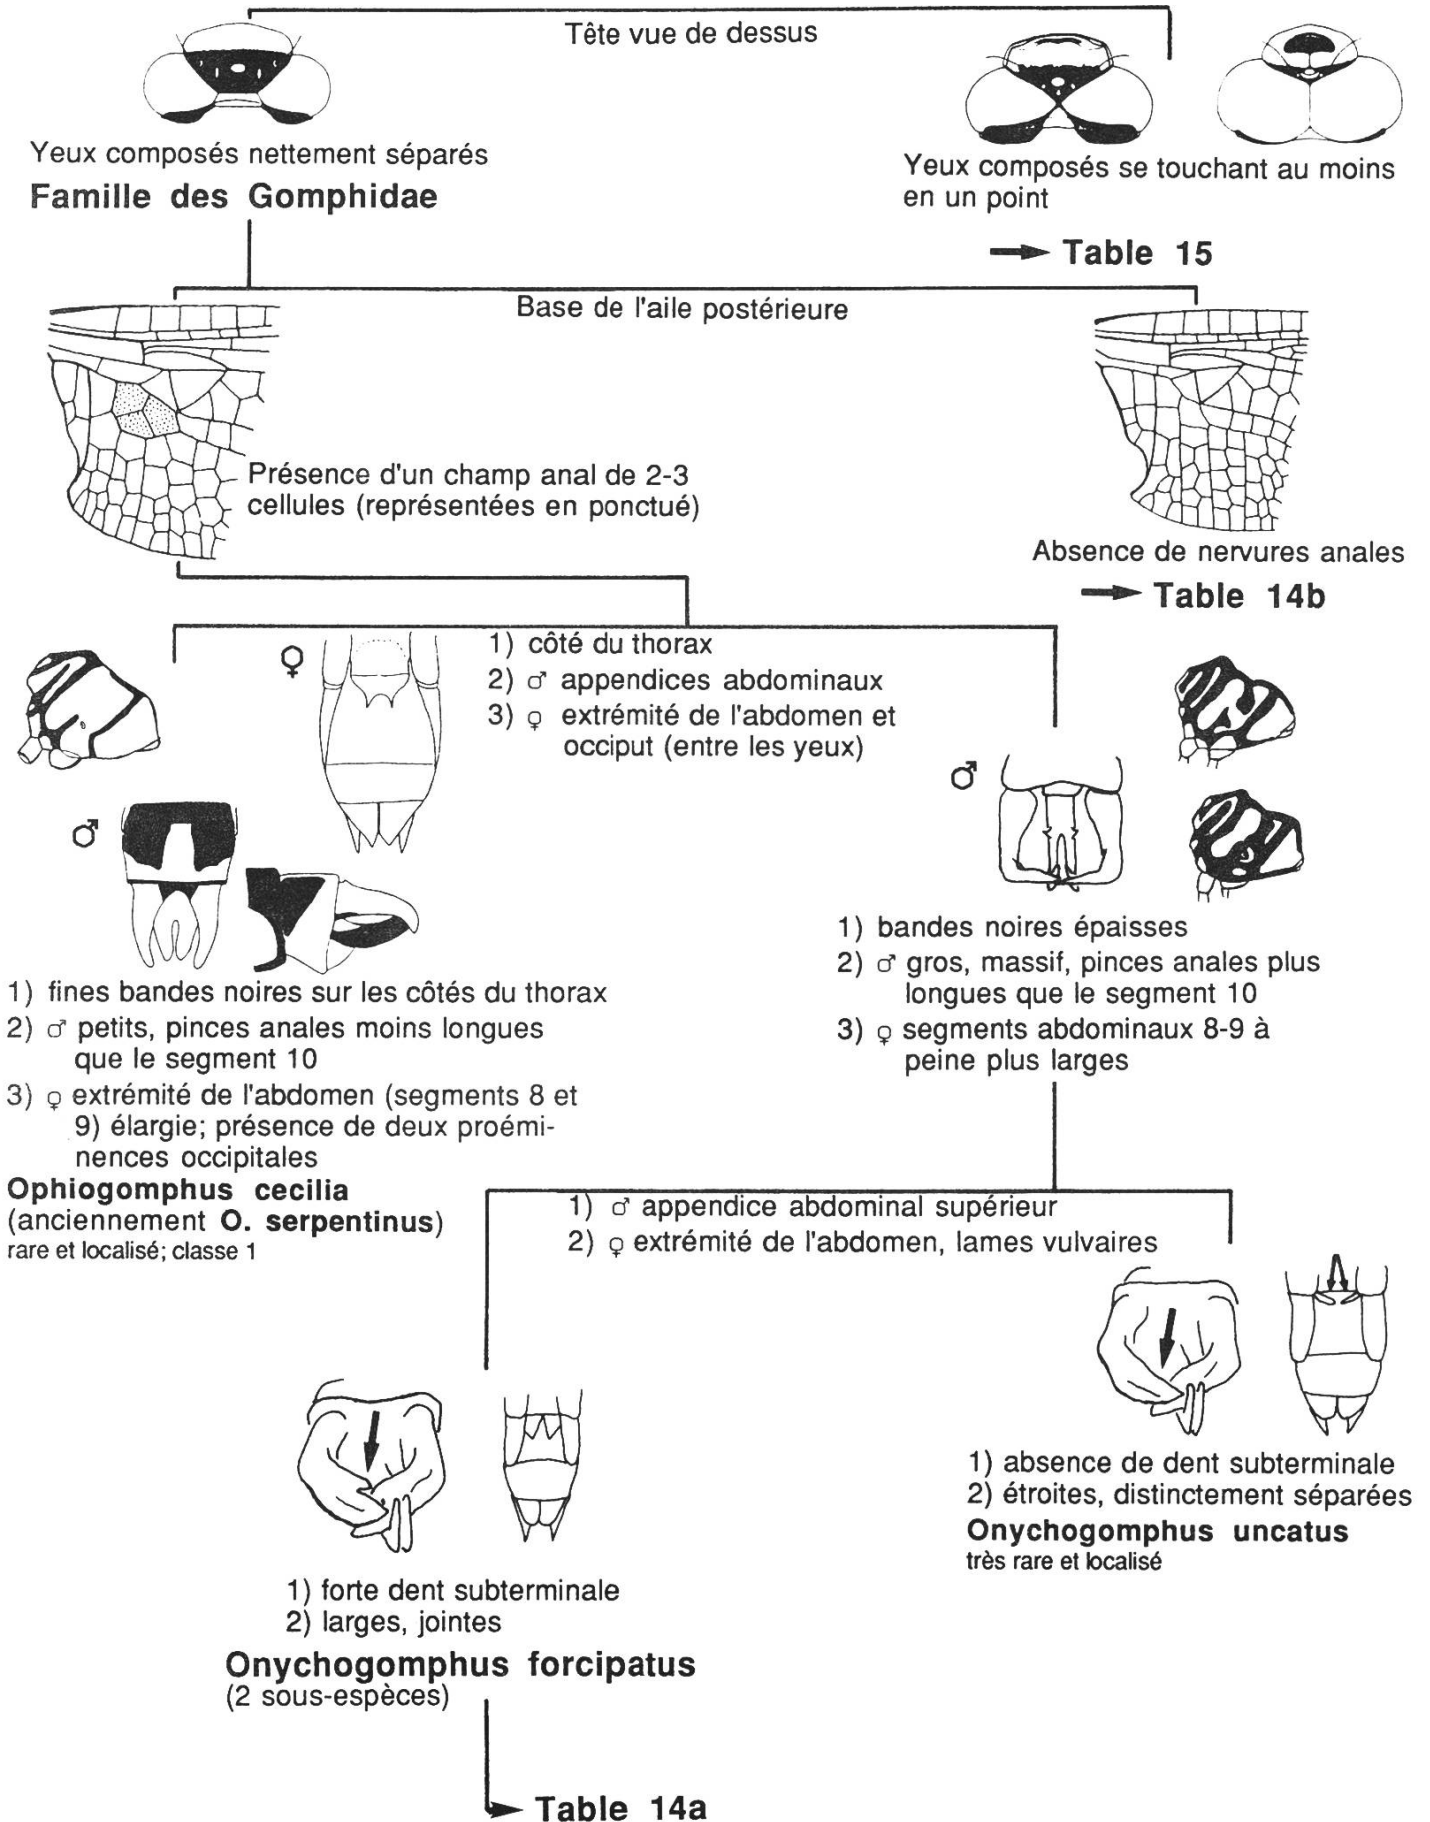 Tête vue de dessus
Yeux composés nettement séparés
Famille des Gomphidae
Yeux composés se touchant au moins
en un point
Table 15
Base de l'aile postérieure
Présence d'un champ anal de 2-3
cellules (représentées en ponctué)
Absence de nervures anales
Table 14b
♀
1) côté du thorax
2) ♂ appendices abdominaux
3) ♀ extrémité de l'abdomen et
occiput (entre les yeux)
♂
♂
1) fines bandes noires sur les côtés du thorax
2) ♂ petits, pinces anales moins longues
que le segment 10
3) ♀ extrémité de l'abdomen (segments 8 et
9) élargie; présence de deux proémi-
nences occipitales
Ophiogomphus cecilia
(anciennement O. serpentinus)
rare et localisé; classe 1
1) bandes noires épaisses
2) ♂ gros, massif, pinces anales plus
longues que le segment 10
3) ♀ segments abdominaux 8-9 à
peine plus larges
1) ♂ appendice abdominal supérieur
2) ♀ extrémité de l'abdomen, lames vulvaires
1) absence de dent subterminale
2) étroites, distinctement séparées
Onychogomphus uncatus
très rare et localisé
1) forte dent subterminale
2) larges, jointes
Onychogomphus forcipatus
(2 sous-espèces)
Table 14a